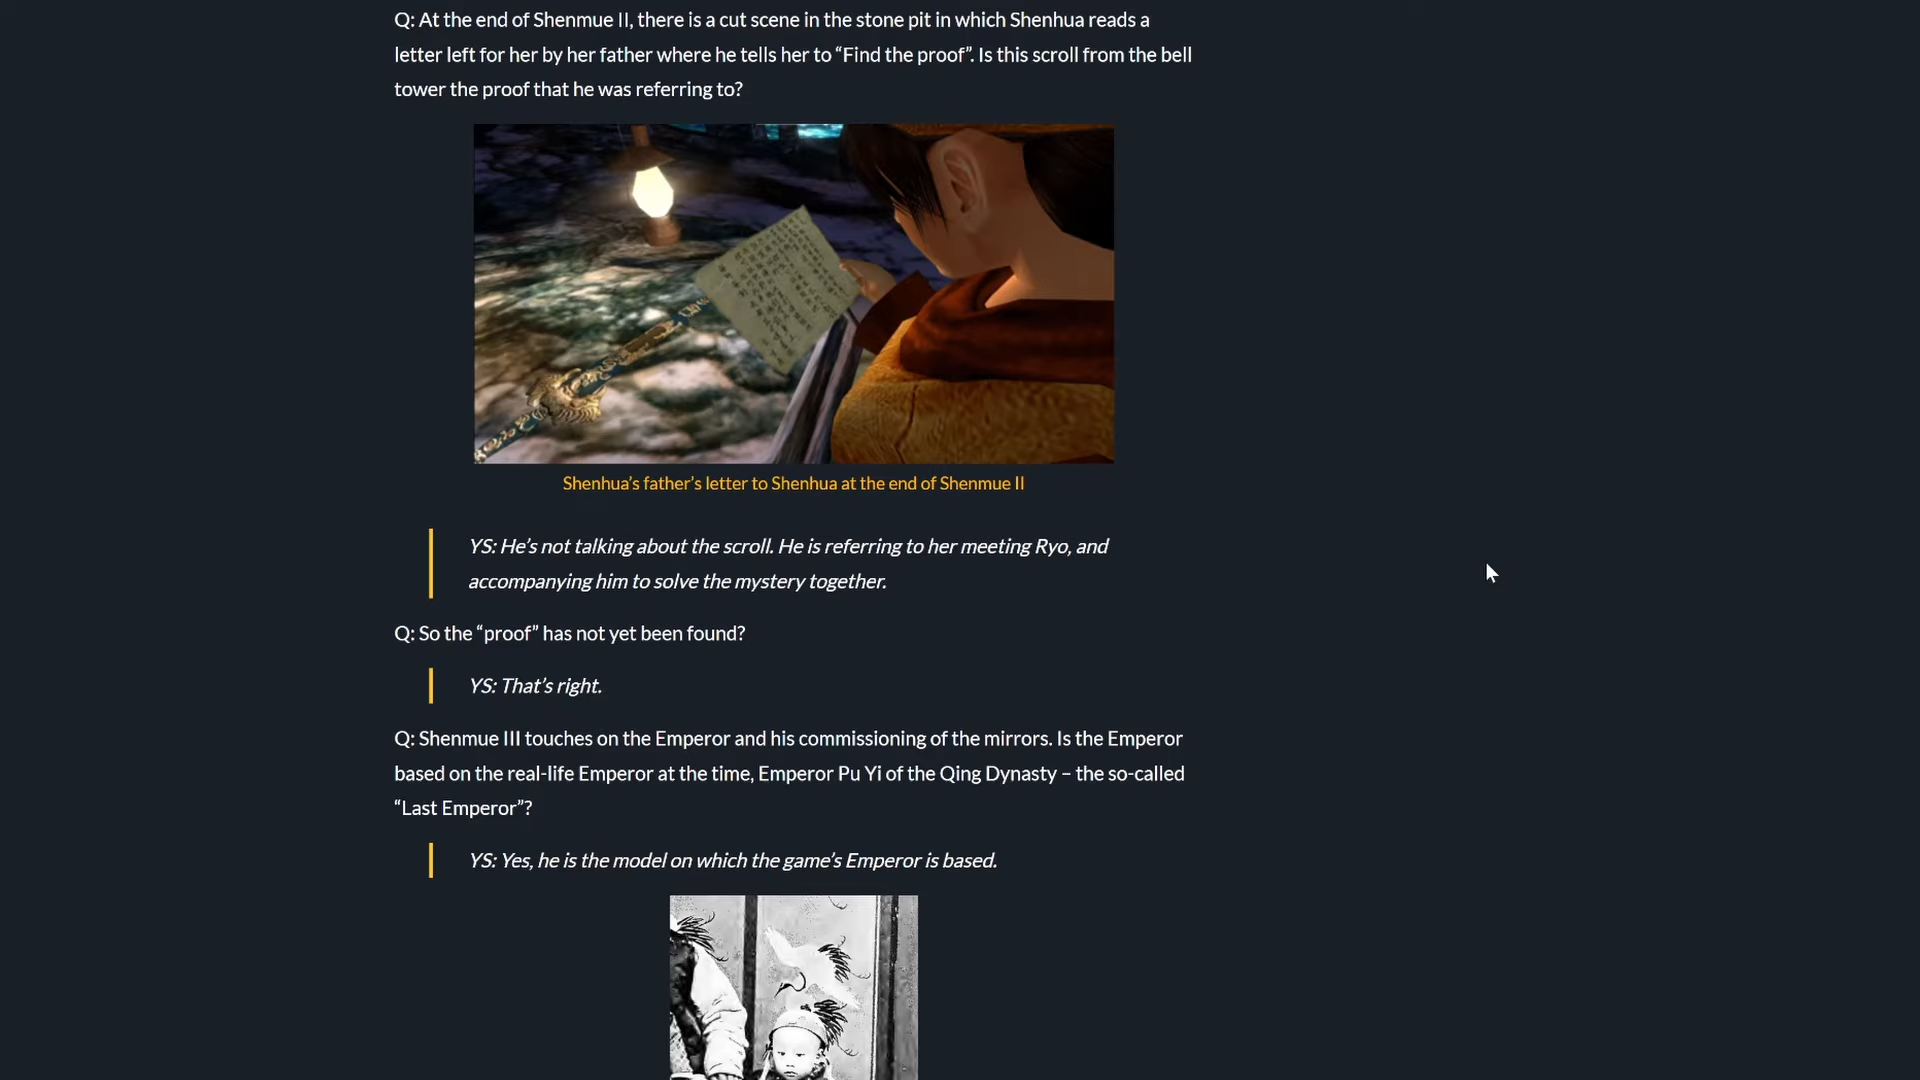 Q: At the end of Shenmue II, there is a cut scene in the stone pit in which Shenhua reads a
letter left for her by her father where he tells her to “Find the proof”. Is this scroll from the bell
tower the proof that he was referring to?
Shenhua’s father’s letter to Shenhua at the end of Shenmue II
YS: He’s not talking about the scroll. He is referring to her meeting Ryo, and
accompanying him to solve the mystery together.
Q: So the “proof” has not yet been found?
YS: That’s right.
Q: Shenmue III touches on the Emperor and his commissioning of the mirrors. Is the Emperor
based on the real-life Emperor at the time, Emperor Pu Yi of the Qing Dynasty – the so-called
“Last Emperor”?
YS: Yes, he is the model on which the game’s Emperor is based.